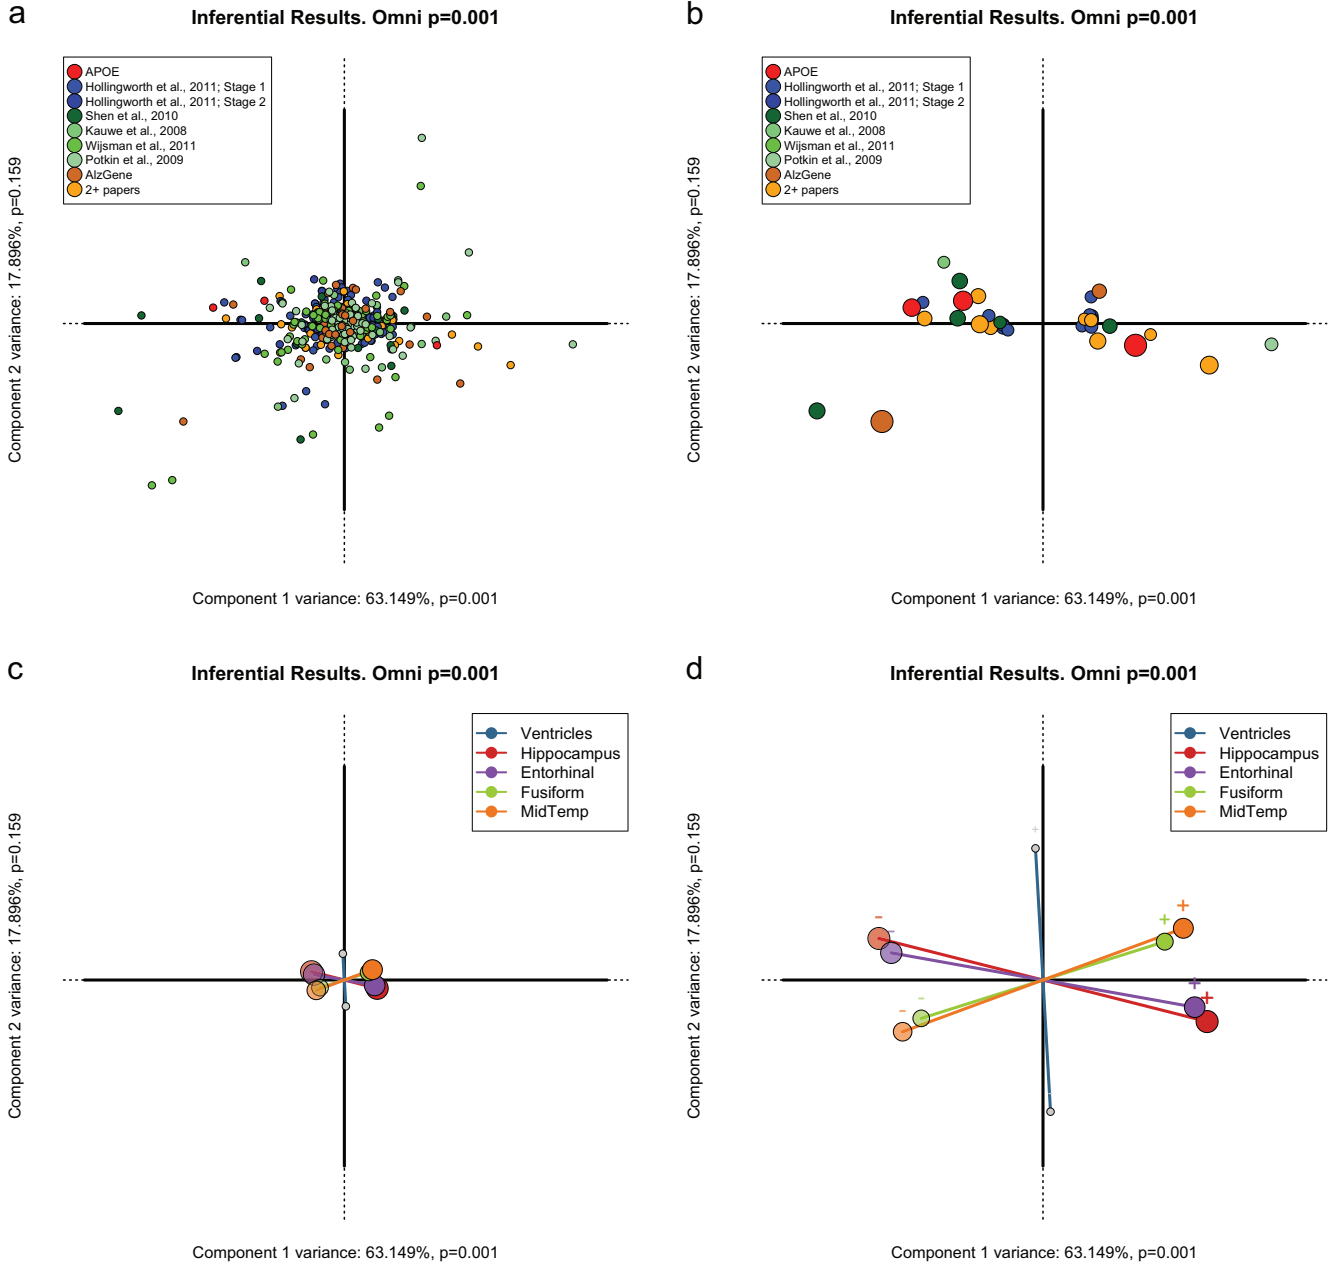 a
Inferential Results. Omni p=0.001
APOE
Hollingworth et al., 2011; Stage 1
Hollingworth et al., 2011; Stage 2
Shen et al., 2010
Kauwe et al., 2008
Wijsman et al., 2011
Potkin et al., 2009
AlzGene
2+ papers
Component 2 variance: 17.896%, p=0.159
Component 1 variance: 63.149%, p=0.001
b
Inferential Results. Omni p=0.001
APOE
Hollingworth et al., 2011; Stage 1
Hollingworth et al., 2011; Stage 2
Shen et al., 2010
Kauwe et al., 2008
Wijsman et al., 2011
Potkin et al., 2009
AlzGene
2+ papers
Component 2 variance: 17.896%, p=0.159
Component 1 variance: 63.149%, p=0.001
c
Inferential Results. Omni p=0.001
Ventricles
Hippocampus
Entorhinal
Fusiform
MidTemp
Component 2 variance: 17.896%, p=0.159
Component 1 variance: 63.149%, p=0.001
d
Inferential Results. Omni p=0.001
Ventricles
Hippocampus
Entorhinal
Fusiform
MidTemp
+
+
+
-
-
+
+
-
-
Component 2 variance: 17.896%, p=0.159
Component 1 variance: 63.149%, p=0.001